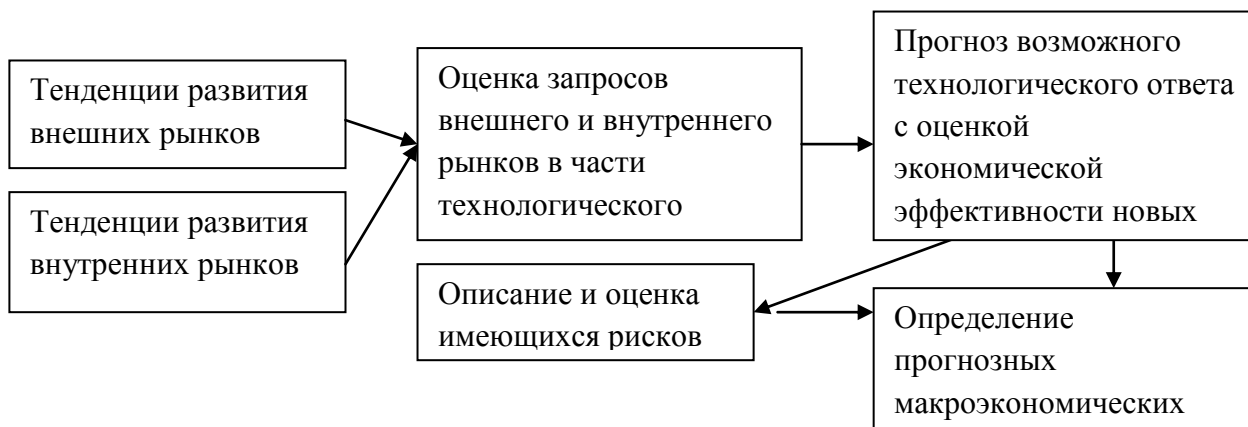 Тенденции развития
внешних рынков
Тенденции развития
внутренних рынков
Оценка запросов
внешнего и внутреннего
рынков в части
технологического
Прогноз возможного
технологического ответа
с оценкой
экономической
эффективности новых
Описание и оценка
имеющихся рисков
Определение
прогнозных
макроэкономических